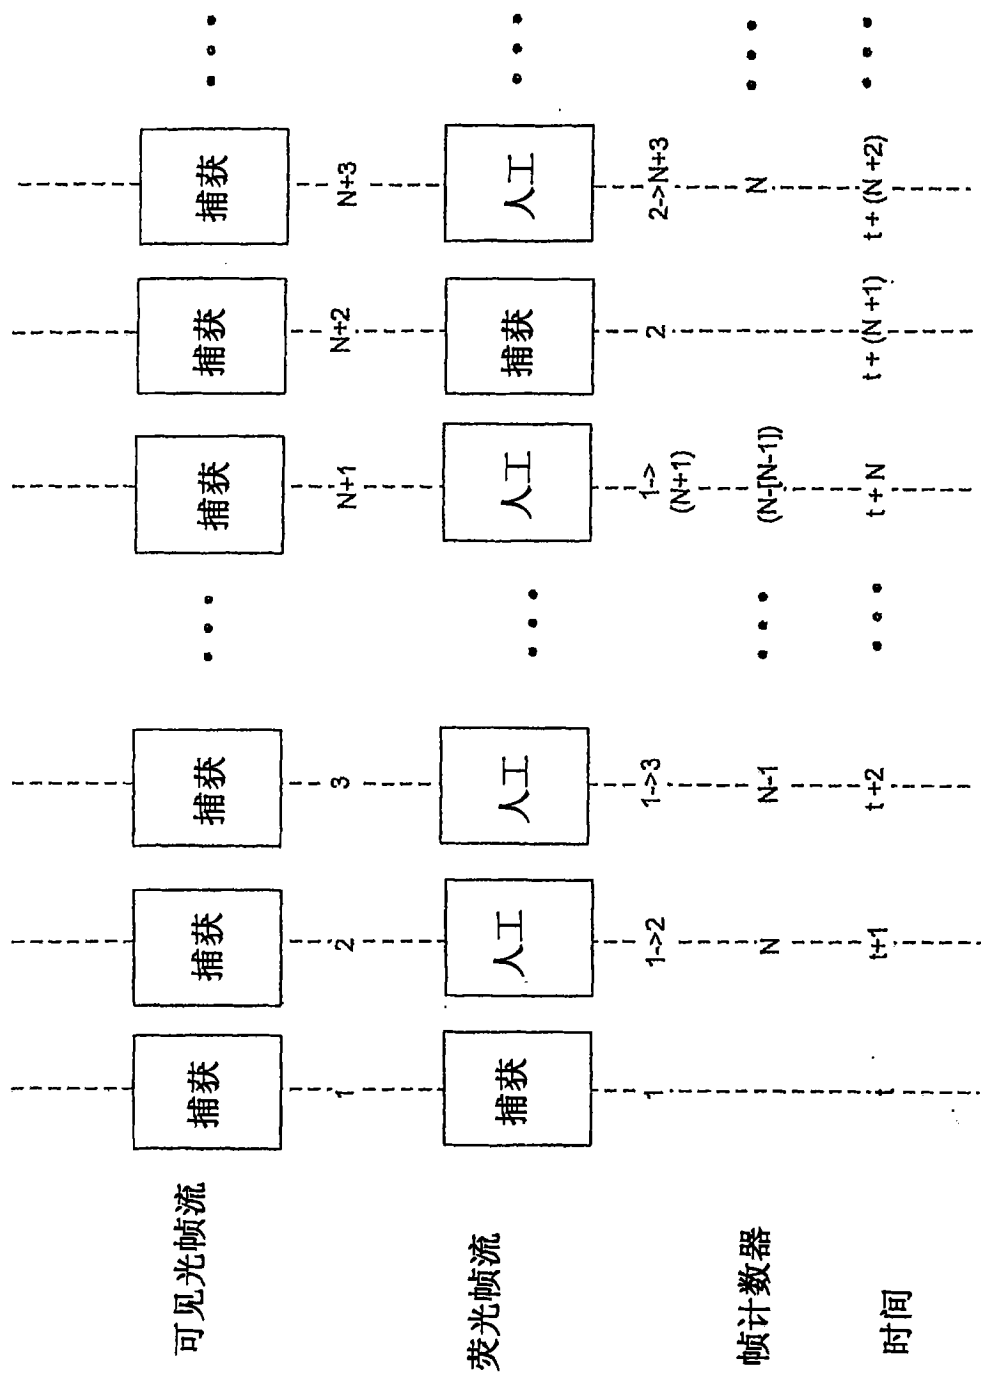 可见光帧流
捕获
捕获
捕获
捕获
捕获
捕获
1
2
3
N+1
N+2
N+3
荧光帧流
捕获
人工
人工
人工
捕获
人工
1
1->2
1->3
1->
(N+1)
2
2->N+3
帧计数器
N
N-1
(N-[N-1])
N
时间
t
t+1
t+2
t + N
t + (N +1)
t + (N +2)